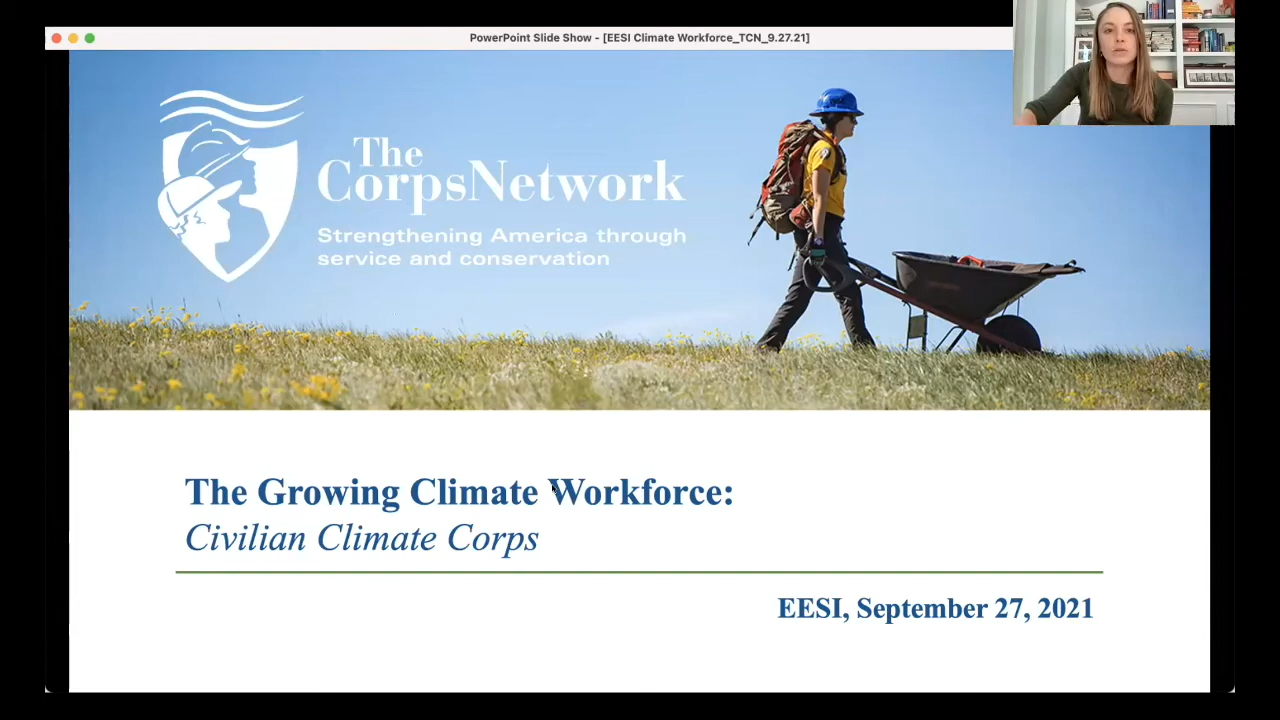 PowerPoint Slide Show - [EESI Climate Workforce_TCN_9.27.21]
The
CorpsNetwork
Strengthening America through
service and conservation
The Growing Climate Workforce:
Civilian Climate Corps
EESI, September 27, 2021